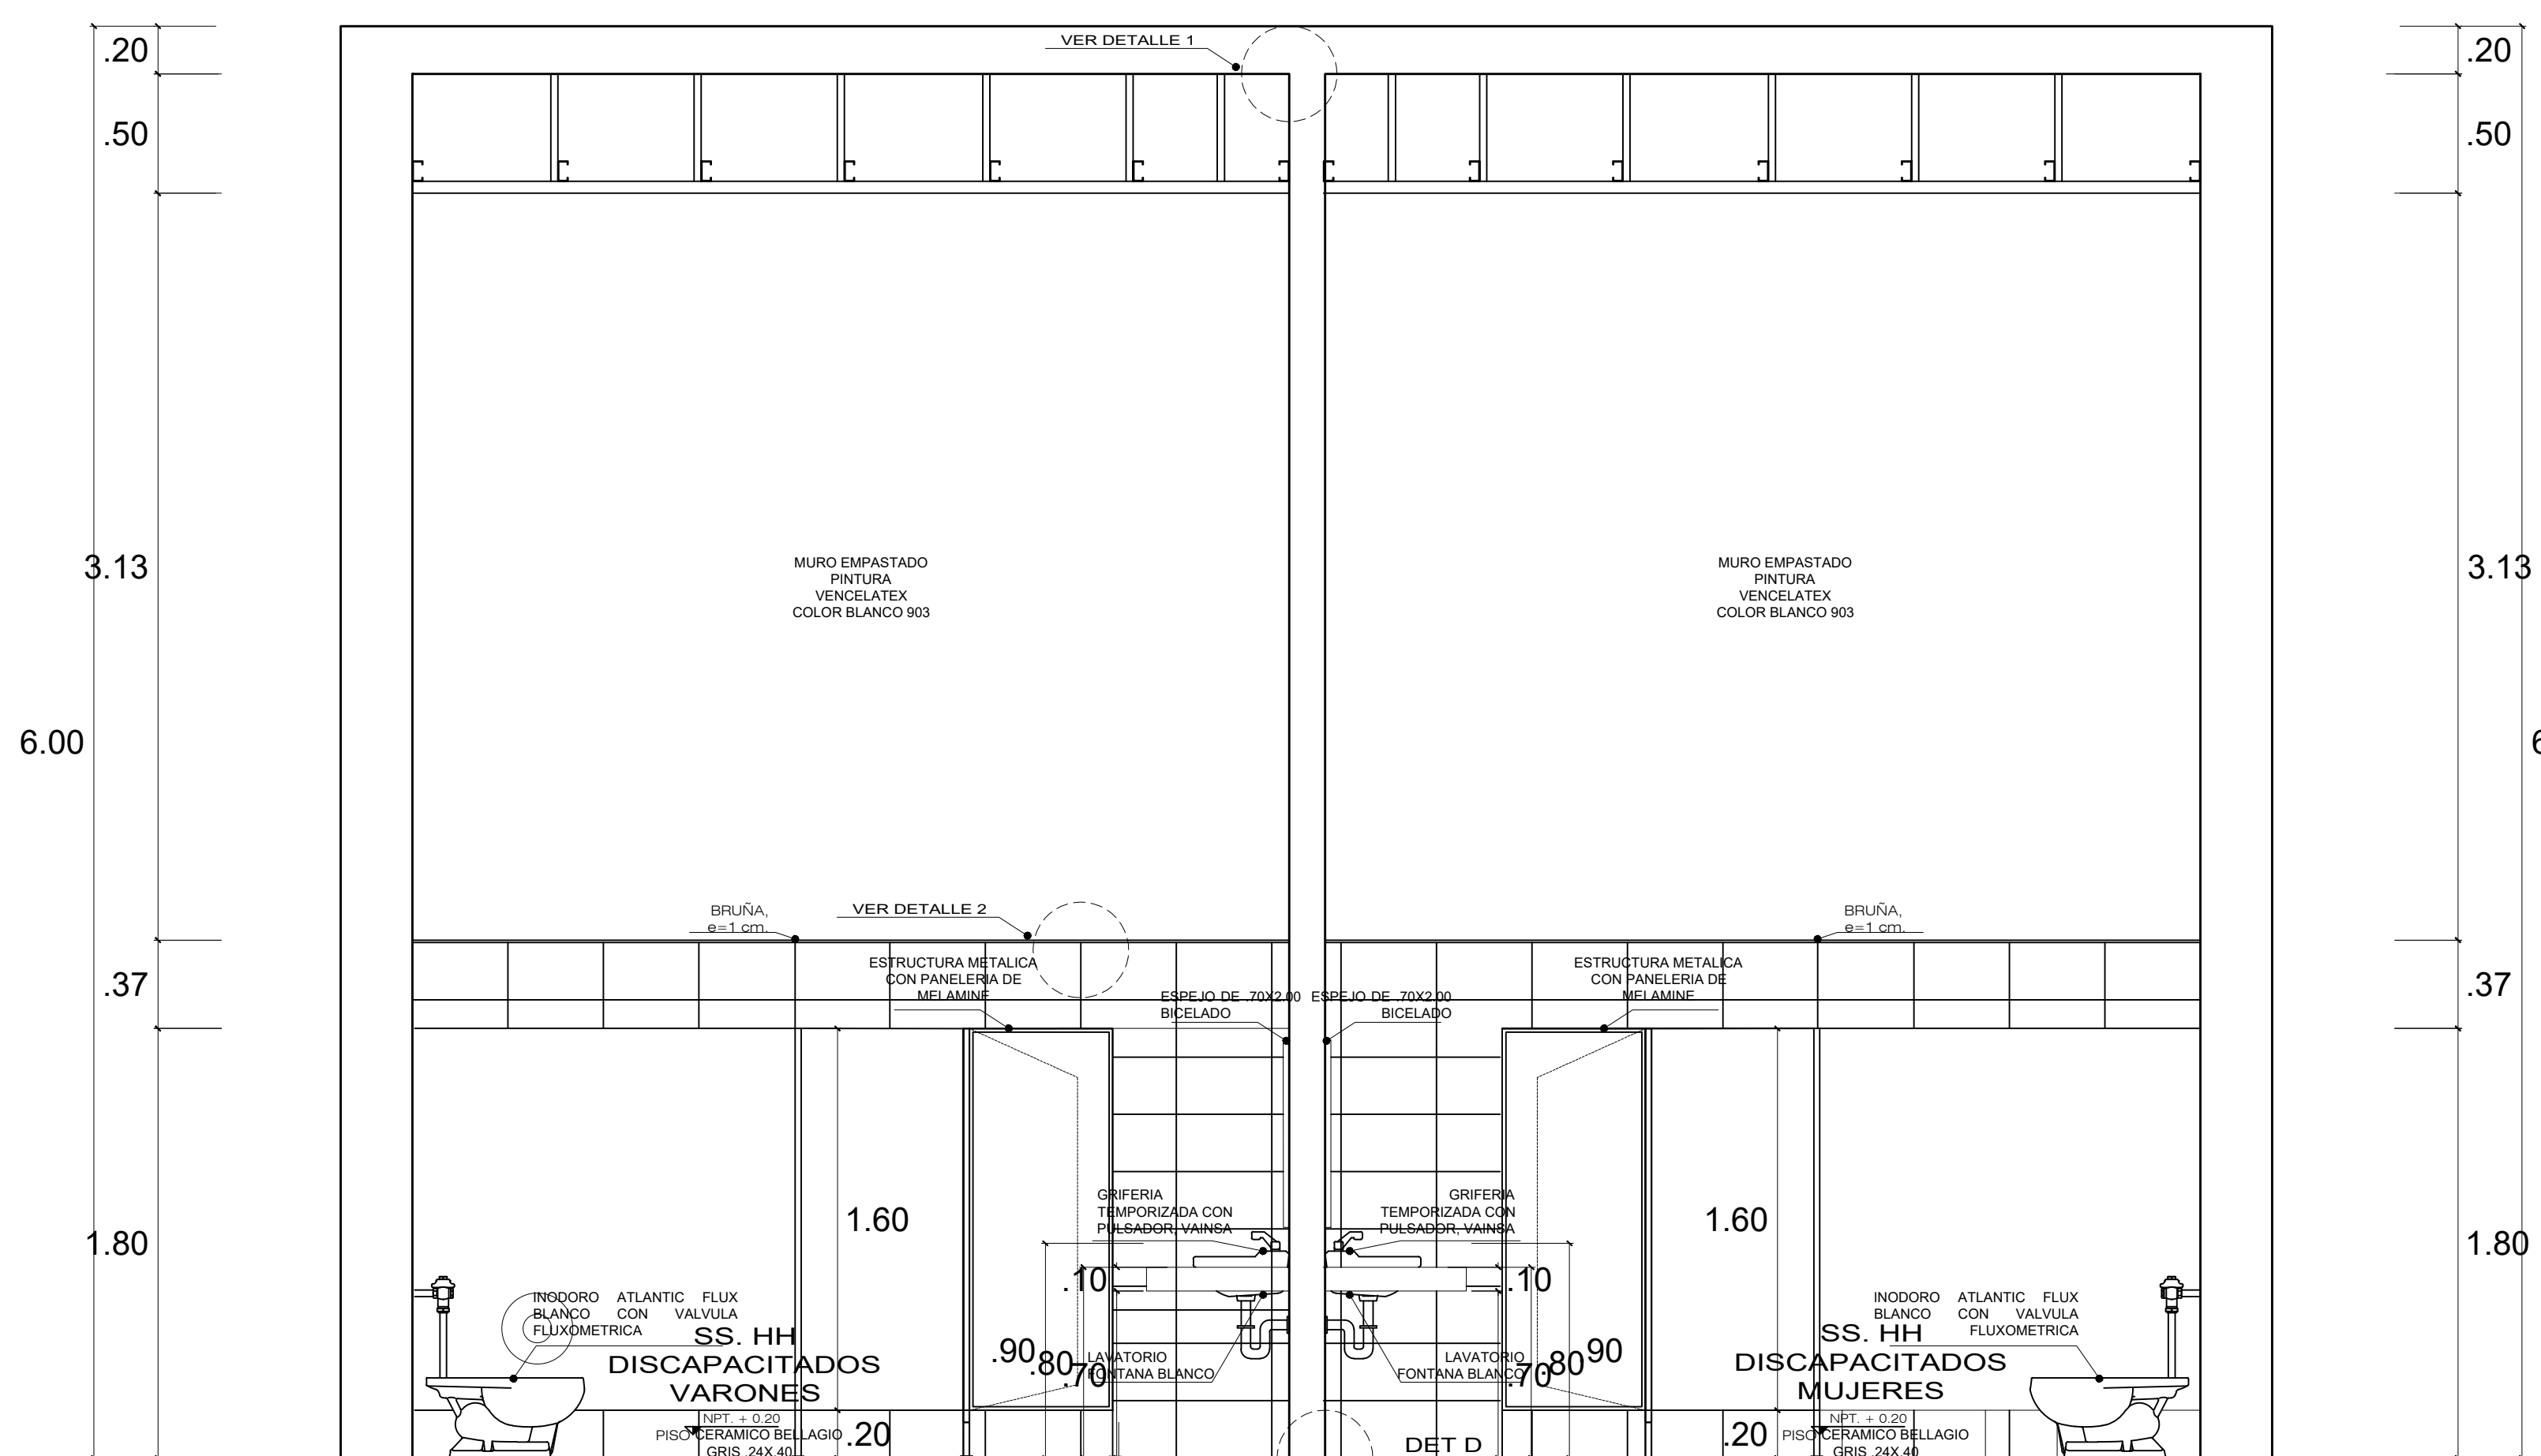 VER DETALLE 1
.20
.20
.50
.50
3.13
MURO EMPASTADO
PINTURA
VENCELATEX
COLOR BLANCO 903
MURO EMPASTADO
PINTURA
VENCELATEX
COLOR BLANCO 903
3.13
6.00
6
BRUÑA,
e=1 cm.
VER DETALLE 2
BRUÑA,
e=1 cm.
.37
ESTRUCTURA METALICA
CON PANELERIA DE
MELAMINE
ESPEJO DE .70X2.00
BICELADO
ESPEJO DE .70X2.00
BICELADO
ESTRUCTURA METALICA
CON PANELERIA DE
MELAMINE
.37
1.80
1.60
GRIFERIA
TEMPORIZADA CON
PULSADOR, VAINSA
GRIFERIA
TEMPORIZADA CON
PULSADOR, VAINSA
1.60
1.80
.10
.10
INODORO ATLANTIC FLUX
BLANCO CON VALVULA
FLUXOMETRICA
INODORO ATLANTIC FLUX
BLANCO CON VALVULA
FLUXOMETRICA
SS. HH
DISCAPACITADOS
VARONES
.90
.80
.70
LAVATORIO
FONTANA BLANCO
LAVATORIO
FONTANA BLANCO
.70
.80
.90
SS. HH
DISCAPACITADOS
MUJERES
NPT. + 0.20
PISO CERAMICO BELLAGIO
GRIS .24X.40
.20
DET D
.20
NPT. + 0.20
PISO CERAMICO BELLAGIO
GRIS .24X.40